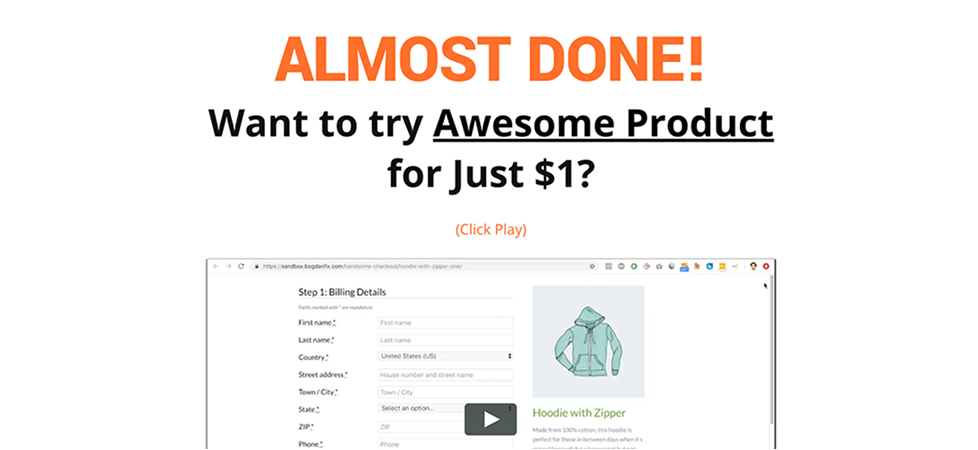 ALMOST DONE!
Want to try Awesome Product
for Just $1?
(Click Play)
https://sandbox.bogdanfix.com/handsome-checkout/hoodie-with-zipper-one/
Step 1: Billing Details
Fields marked with * are mandatory
First name * First name
Last name * Last name
Country * United States (US)
Street address * House number and street name
Town / City * Town / City
State * Select an option...
ZIP * ZIP
Phone * Phone
Hoodie with Zipper
Made from 100% cotton, this hoodie is
perfect for those in between days when it's